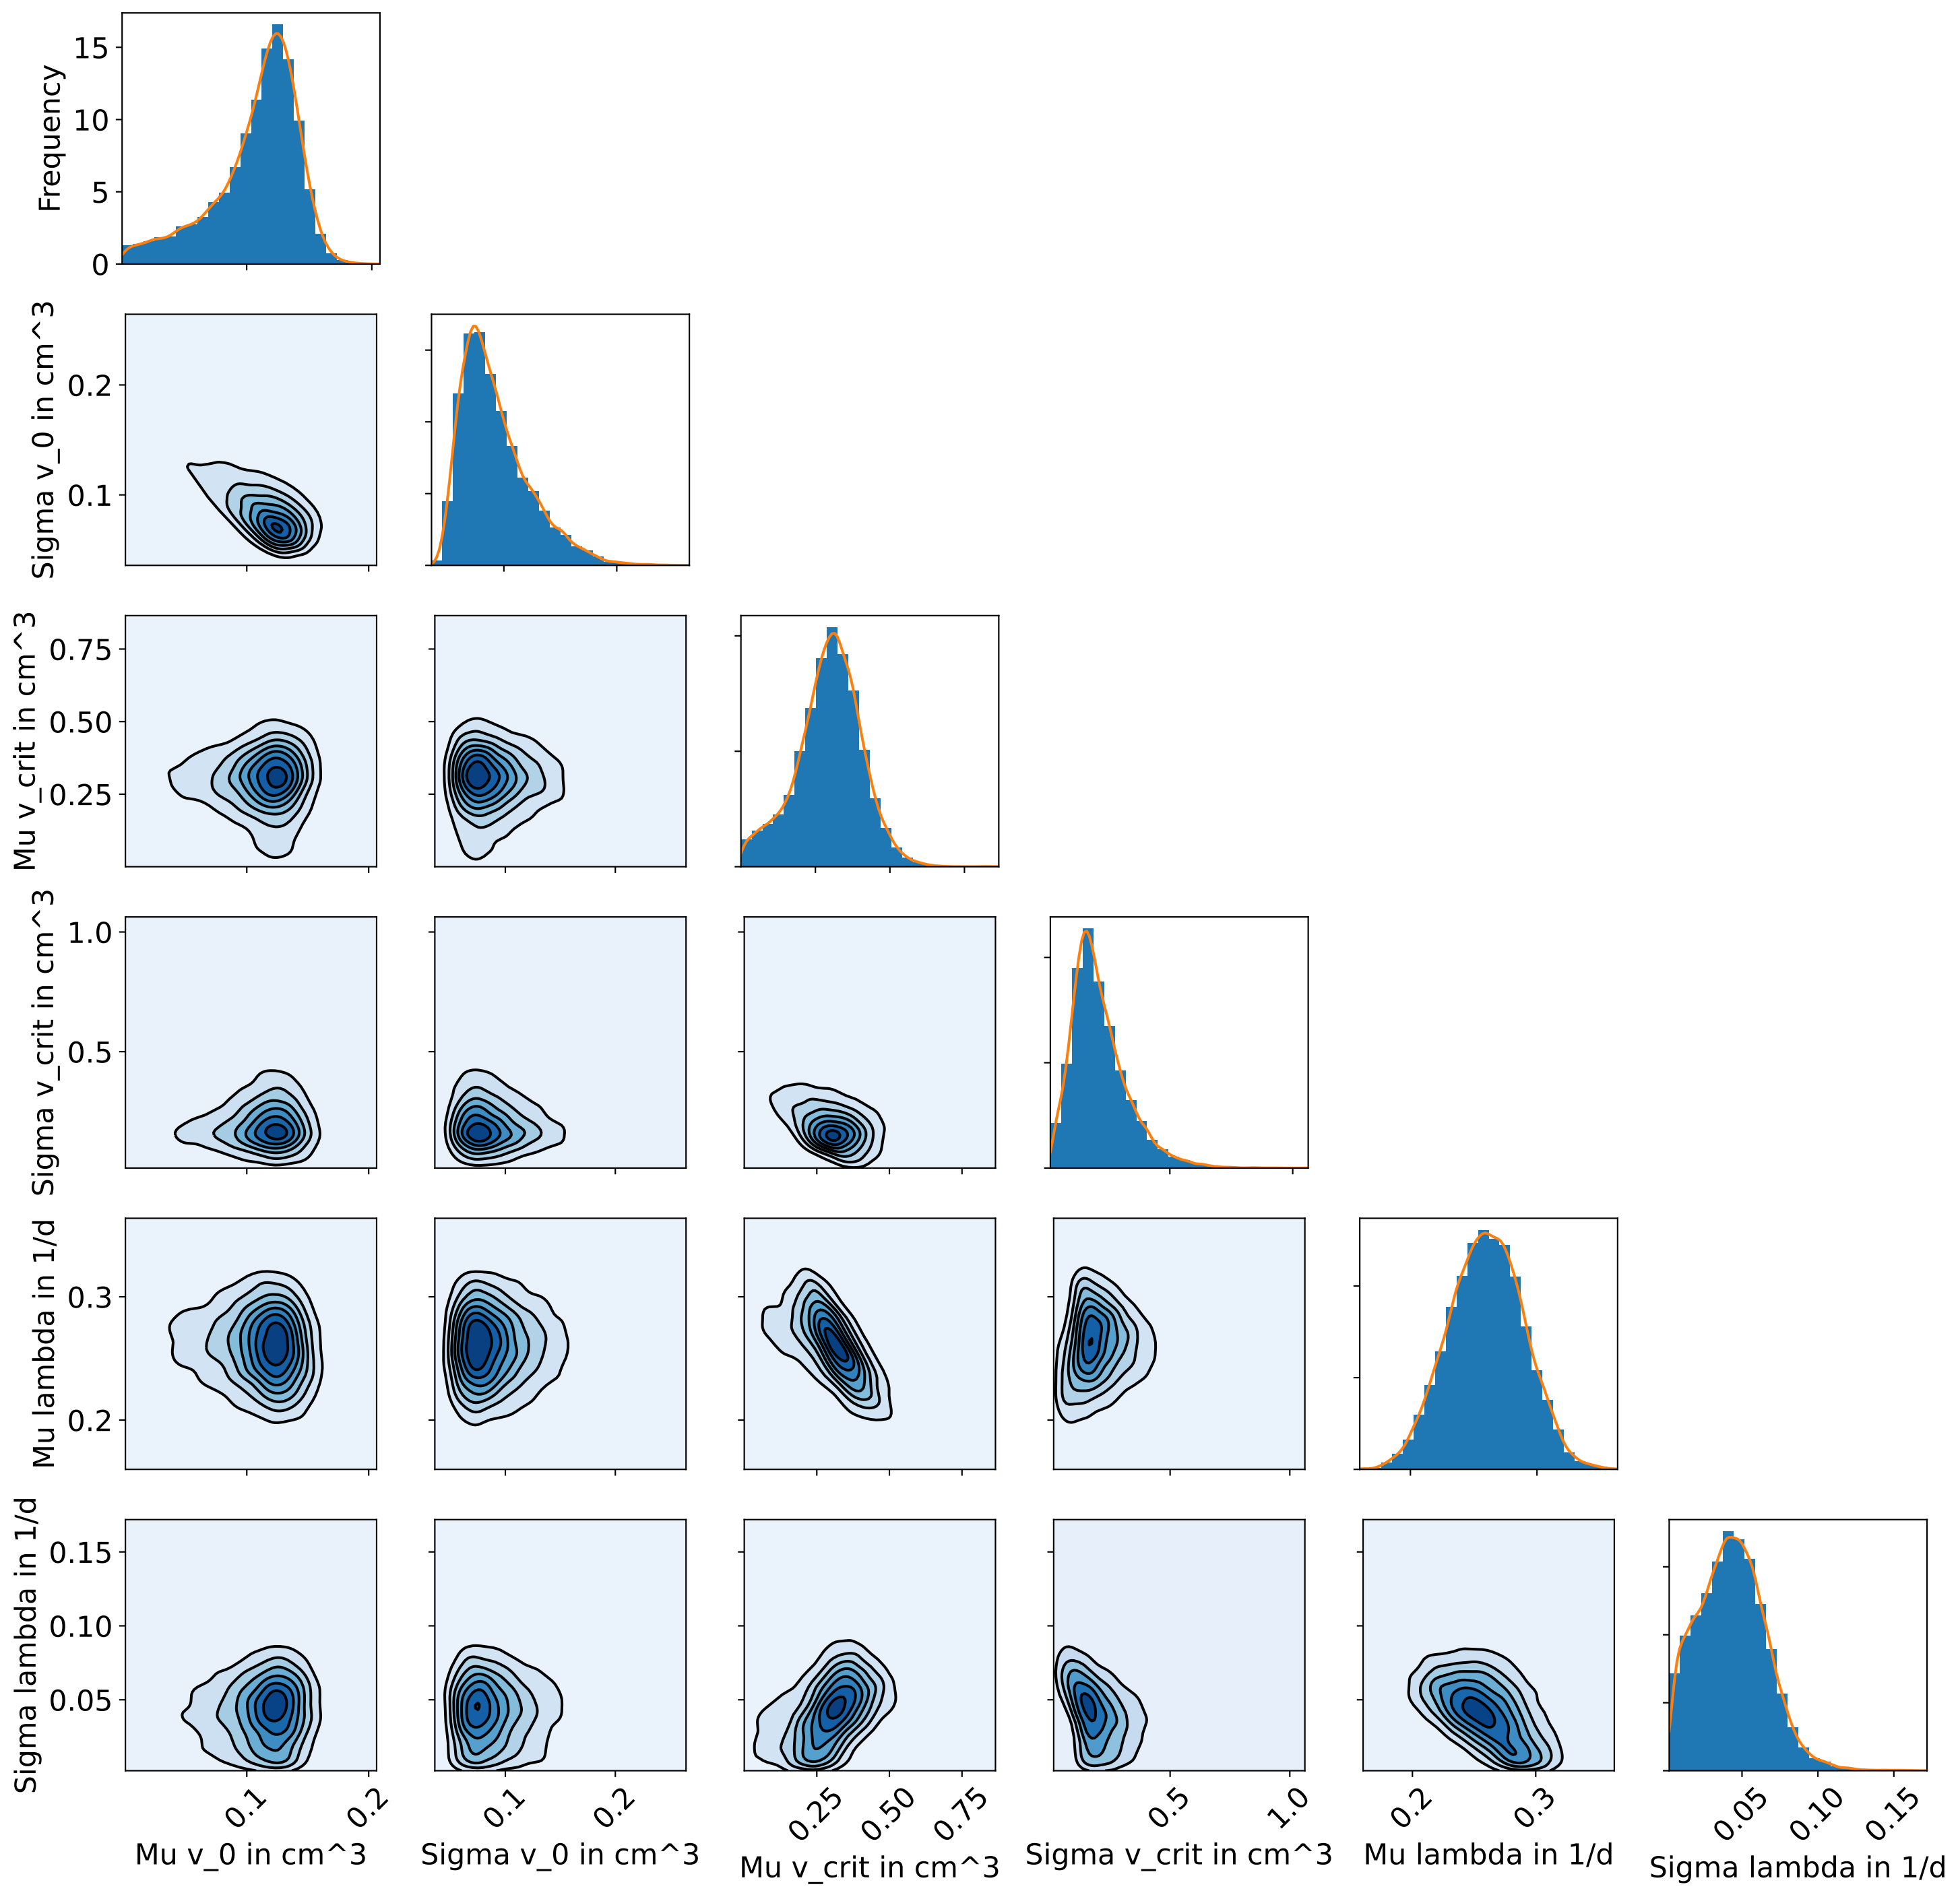 15
10
5
0
Frequency
0.2
0.1
Sigma v_0 in cm^3
0.75
0.50
0.25
Mu v_crit in cm^3
1.0
0.5
Sigma v_crit in cm^3
0.3
0.2
Mu lambda in 1/d
0.15
0.10
0.05
Sigma lambda in 1/d
0.1 0.2
Mu v_0 in cm^3
0.1 0.2
Sigma v_0 in cm^3
0.25 0.50 0.75
Mu v_crit in cm^3
0.5 1.0
Sigma v_crit in cm^3
0.2 0.3
Mu lambda in 1/d
0.05 0.10 0.15
Sigma lambda in 1/d